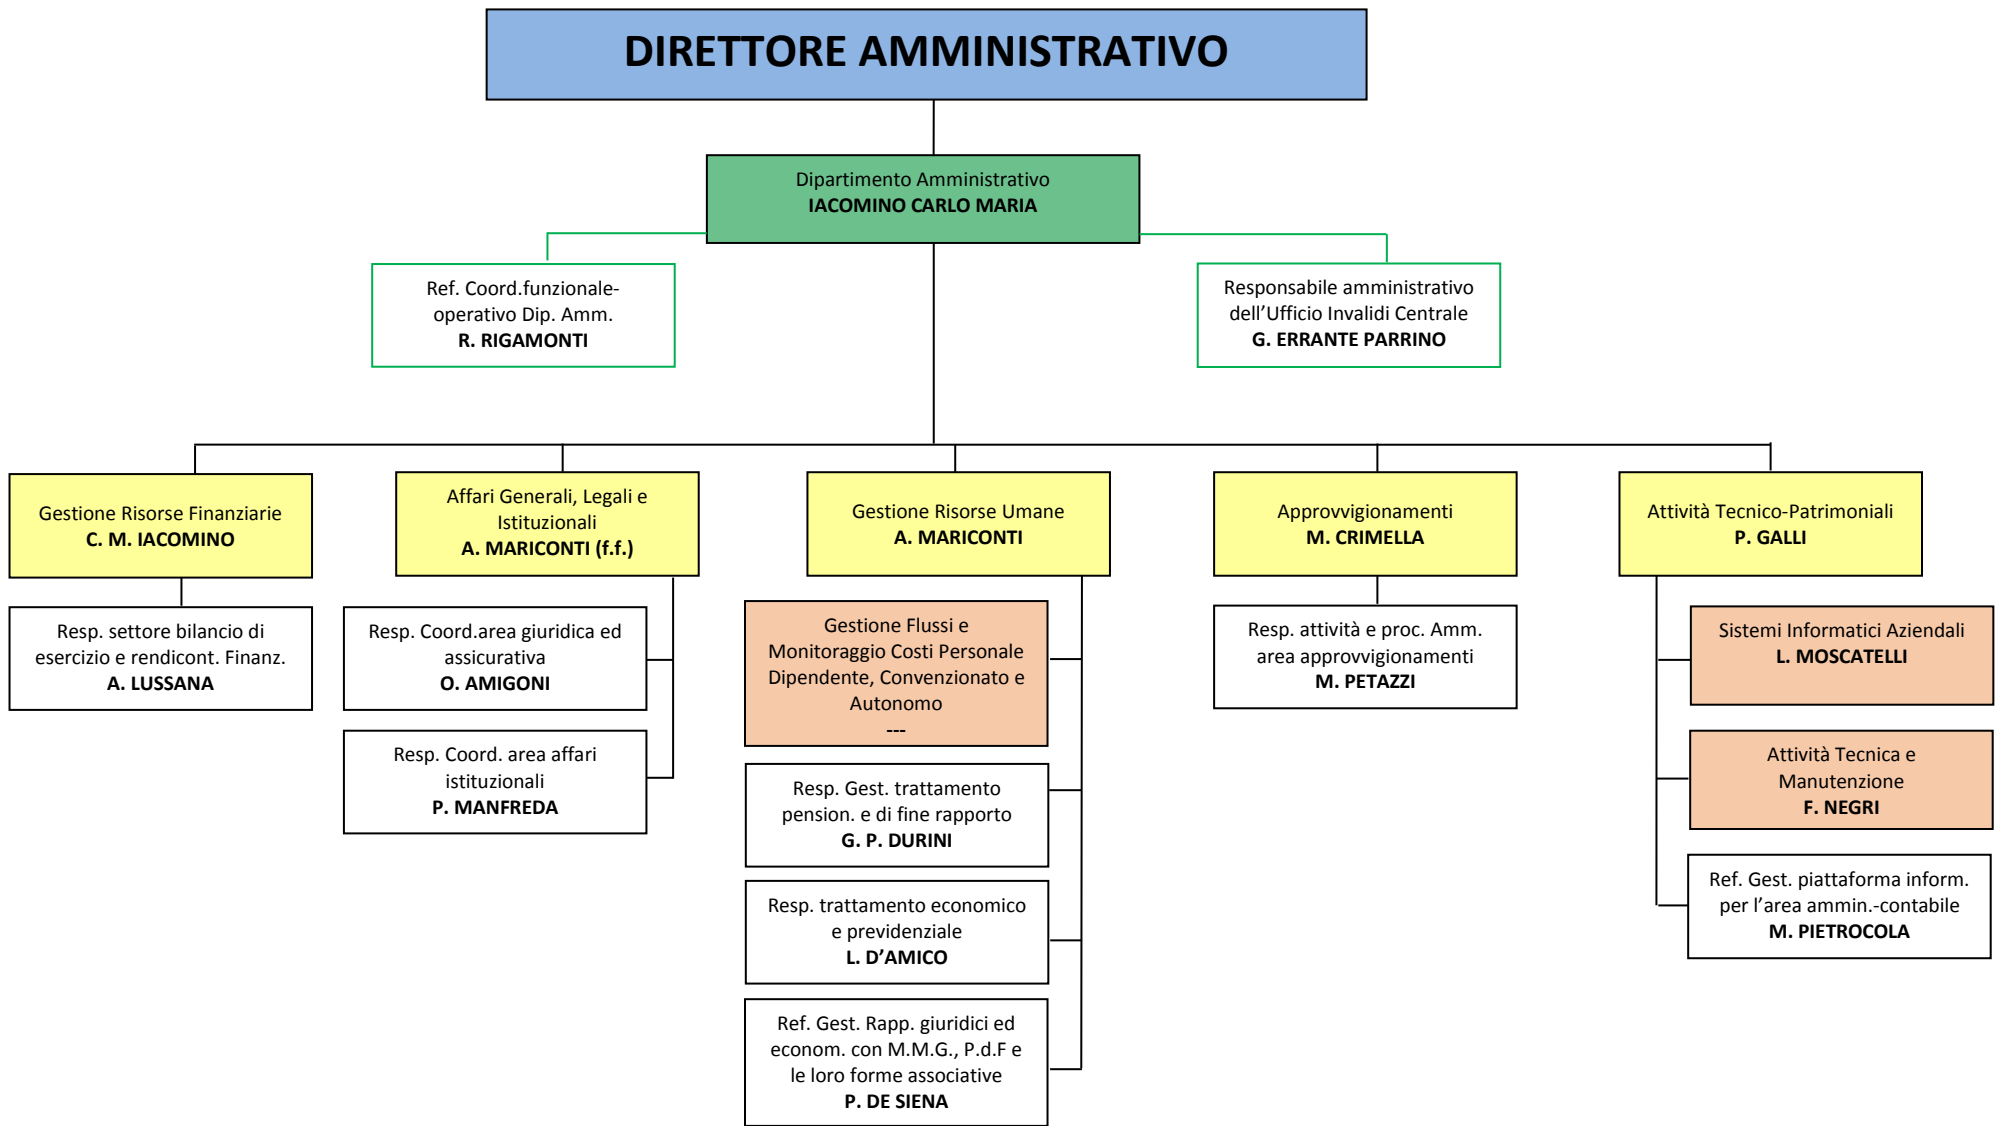 DIRETTORE AMMINISTRATIVO
Dipartimento Amministrativo
IACOMINO CARLO MARIA
Ref. Coord.funzionale-
operativo Dip. Amm.
R. RIGAMONTI
Responsabile amministrativo
dell’Ufficio Invalidi Centrale
G. ERRANTE PARRINO
Gestione Risorse Finanziarie
C. M. IACOMINO
Affari Generali, Legali e
Istituzionali
A. MARICONTI (f.f.)
Gestione Risorse Umane
A. MARICONTI
Approvvigionamenti
M. CRIMELLA
Attività Tecnico-Patrimoniali
P. GALLI
Resp. settore bilancio di
esercizio e rendicont. Finanz.
A. LUSSANA
Resp. Coord.area giuridica ed
assicurativa
O. AMIGONI
Resp. Coord. area affari
istituzionali
P. MANFREDA
Gestione Flussi e
Monitoraggio Costi Personale
Dipendente, Convenzionato e
Autonomo
---
Resp. Gest. trattamento
pension. e di fine rapporto
G. P. DURINI
Resp. trattamento economico
e previdenziale
L. D’AMICO
Ref. Gest. Rapp. giuridici ed
econom. con M.M.G., P.d.F e
le loro forme associative
P. DE SIENA
Resp. attività e proc. Amm.
area approvvigionamenti
M. PETAZZI
Sistemi Informatici Aziendali
L. MOSCATELLI
Attività Tecnica e
Manutenzione
F. NEGRI
Ref. Gest. piattaforma inform.
per l’area ammin.-contabile
M. PIETROCOLA